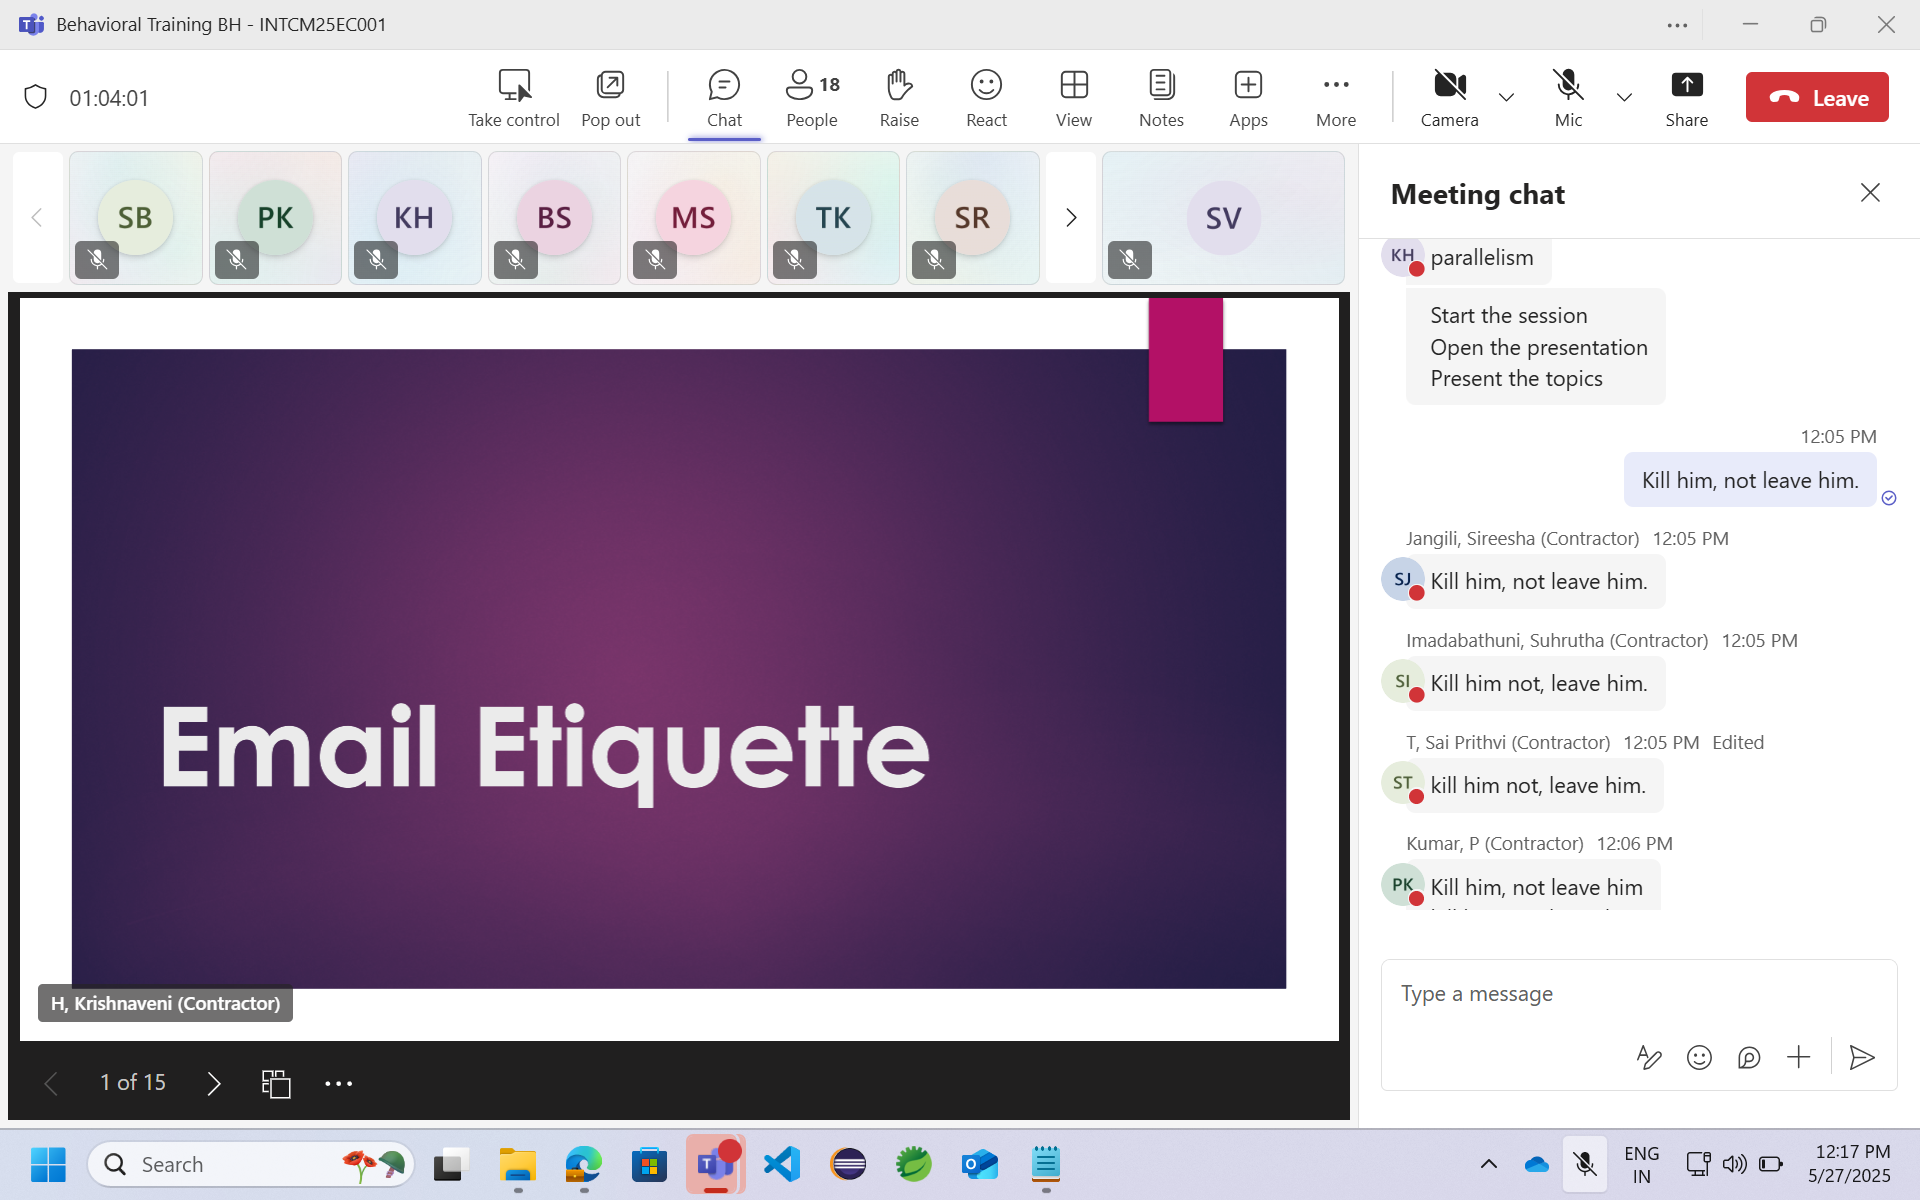 Behavioral Training BH - INTCM25EC001
01:04:01
Take control
Pop out
Chat
18
People
Raise
React
View
Notes
Apps
More
Camera
Mic
Share
Leave
SB
PK
KH
BS
MS
TK
SR
SV
Email Etiquette
H, Krishnaveni (Contractor)
1 of 15
Meeting chat
KH
parallelism
Start the session
Open the presentation
Present the topics
12:05 PM
Kill him, not leave him.
Jangili, Sireesha (Contractor) 12:05 PM
SJ
Kill him, not leave him.
Imadabathuni, Suhrutha (Contractor) 12:05 PM
SI
Kill him not, leave him.
T, Sai Prithvi (Contractor) 12:05 PM Edited
ST
kill him not, leave him.
Kumar, P (Contractor) 12:06 PM
PK
Kill him, not leave him
Type a message
Search
ENG
IN
12:17 PM
5/27/2025